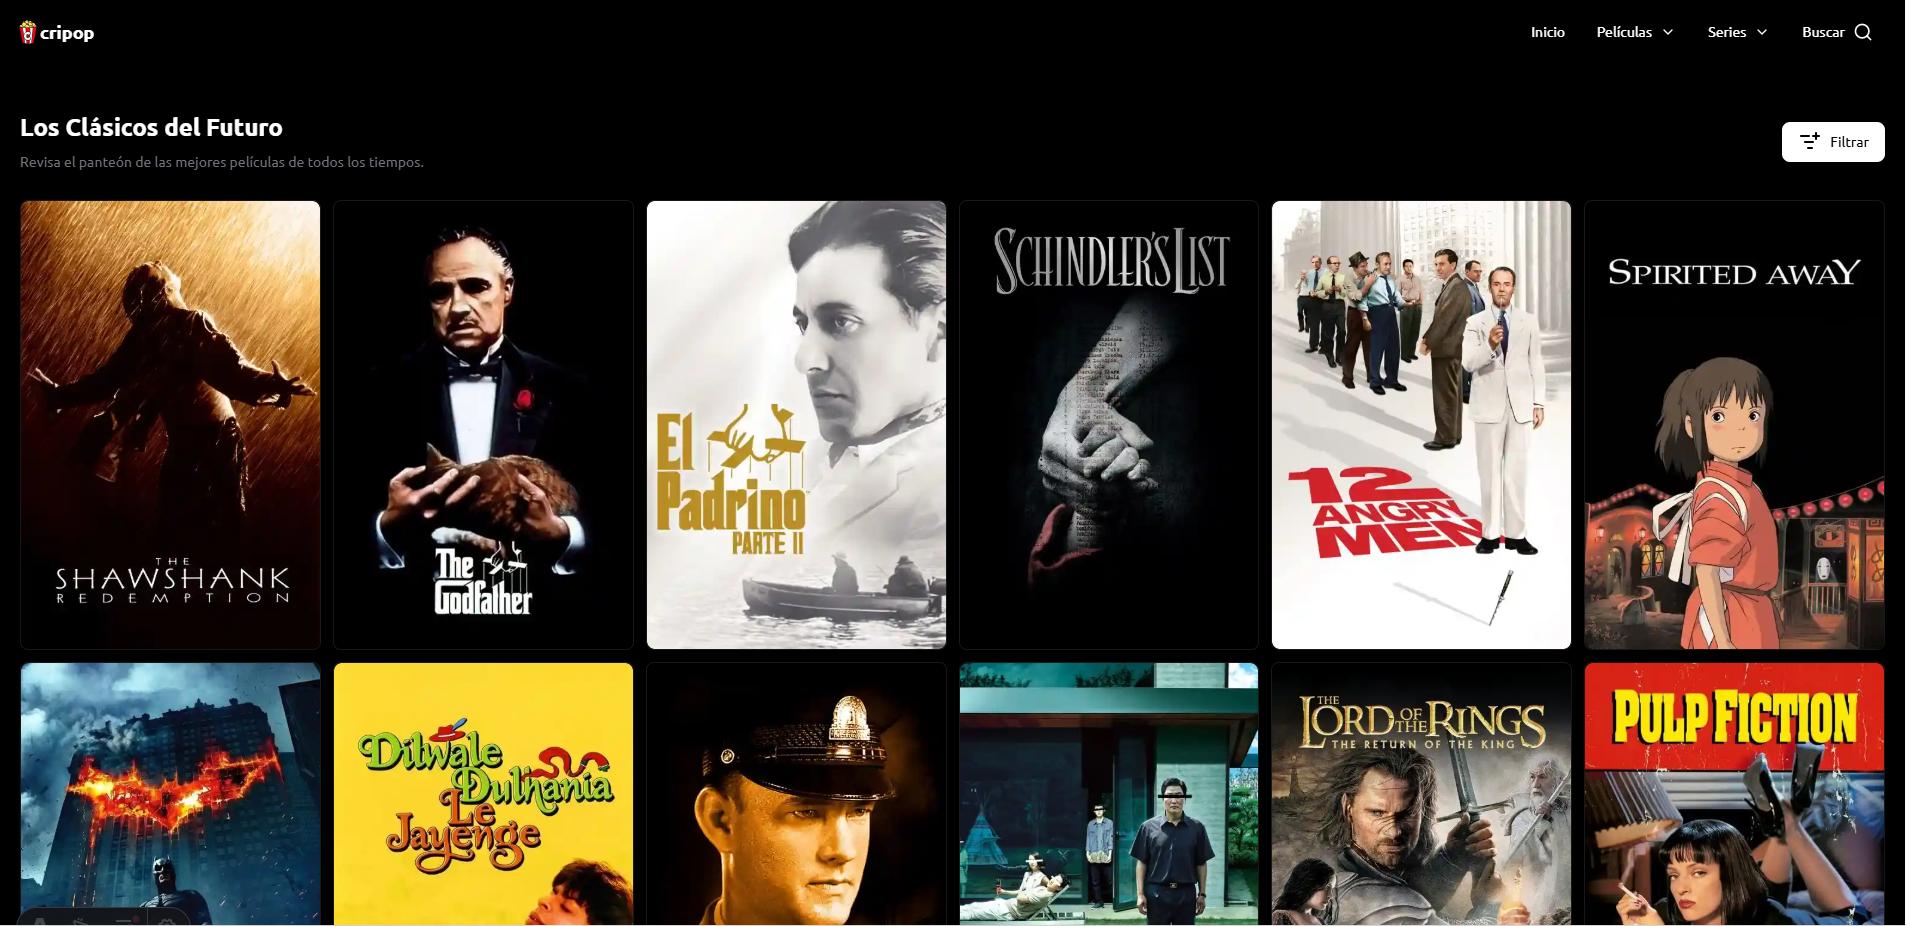 cripop
Inicio Películas Series Buscar
Los Clásicos del Futuro
Revisa el panteón de las mejores películas de todos los tiempos.
Filtrar
THE
SHAWSHANK
REDEMPTION
The
Godfather
El
Padrino
PARTE II
SCHINDLER'S LIST
12
ANGRY
MEN
SPIRITED AWAY
Dilwale
Dulhania
Le
Jayenge
THE
LORD OF THE RINGS
THE RETURN OF THE KING
PULP FICTION